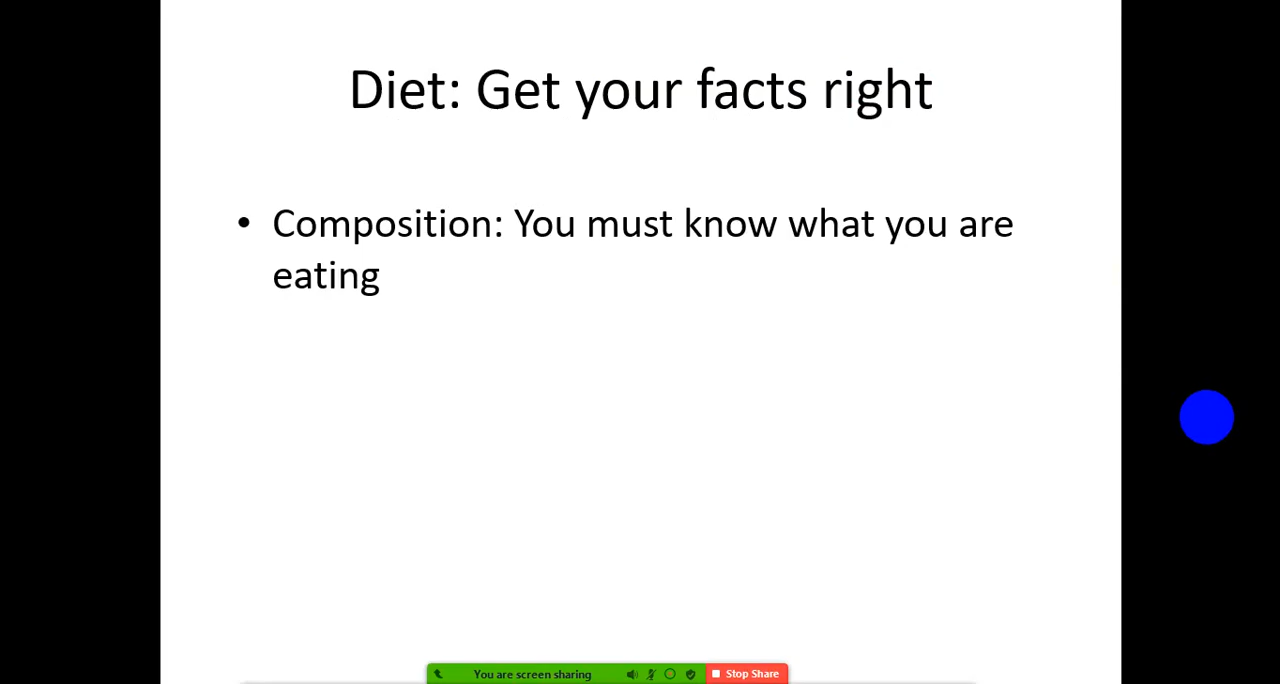 Diet: Get your facts right
• Composition: You must know what you are
eating
You are screen sharing
Stop Share